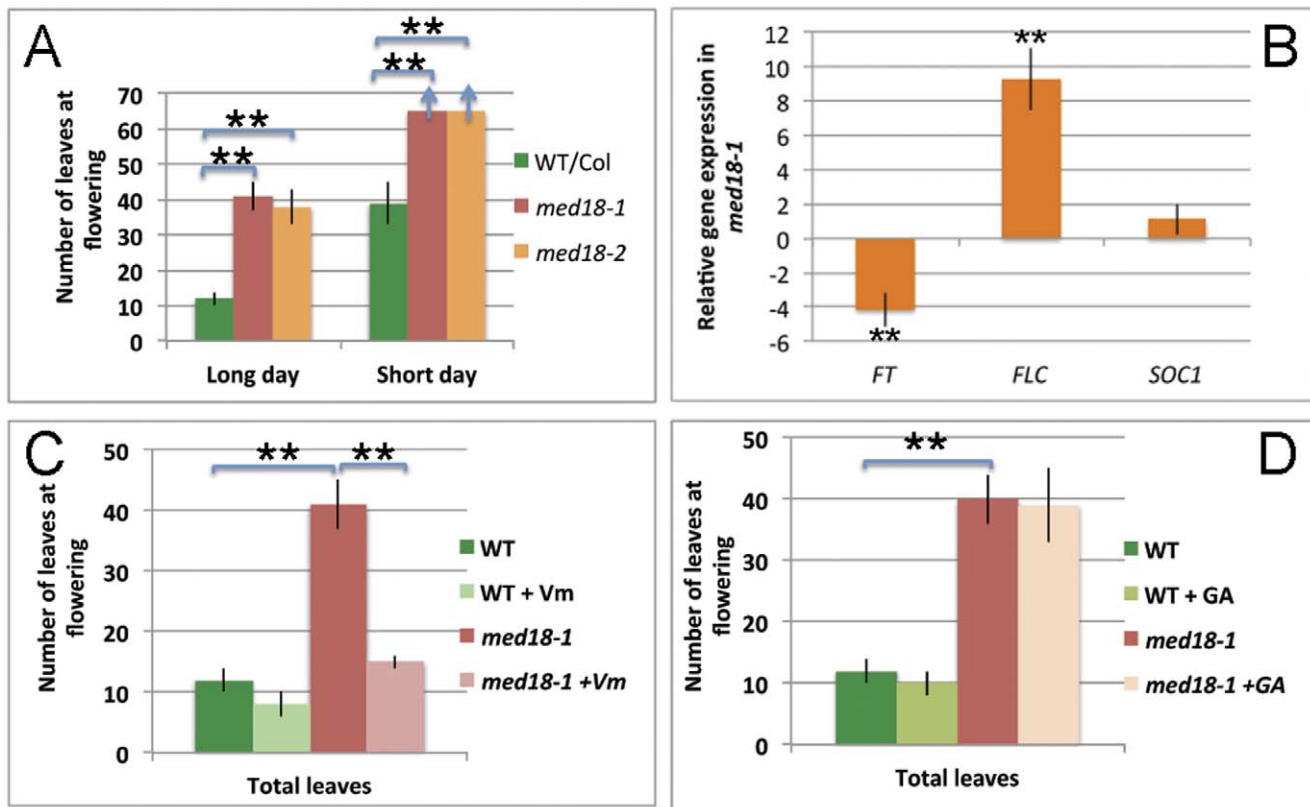 A
**
**
**
**
70
60
50
40
30
20
10
0
Number of leaves at
flowering
Long day
Short day
WT/Col
med18-1
med18-2
B
**
12
10
8
6
4
2
0
-2
-4
-6
Relative gene expression in
med18-1
**
FT
FLC
SOC1
C
**
**
50
40
30
20
10
0
Number of leaves at
flowering
Total leaves
WT
WT + Vm
med18-1
med18-1 +Vm
D
**
50
40
30
20
10
0
Number of leaves at
flowering
Total leaves
WT
WT + GA
med18-1
med18-1 +GA